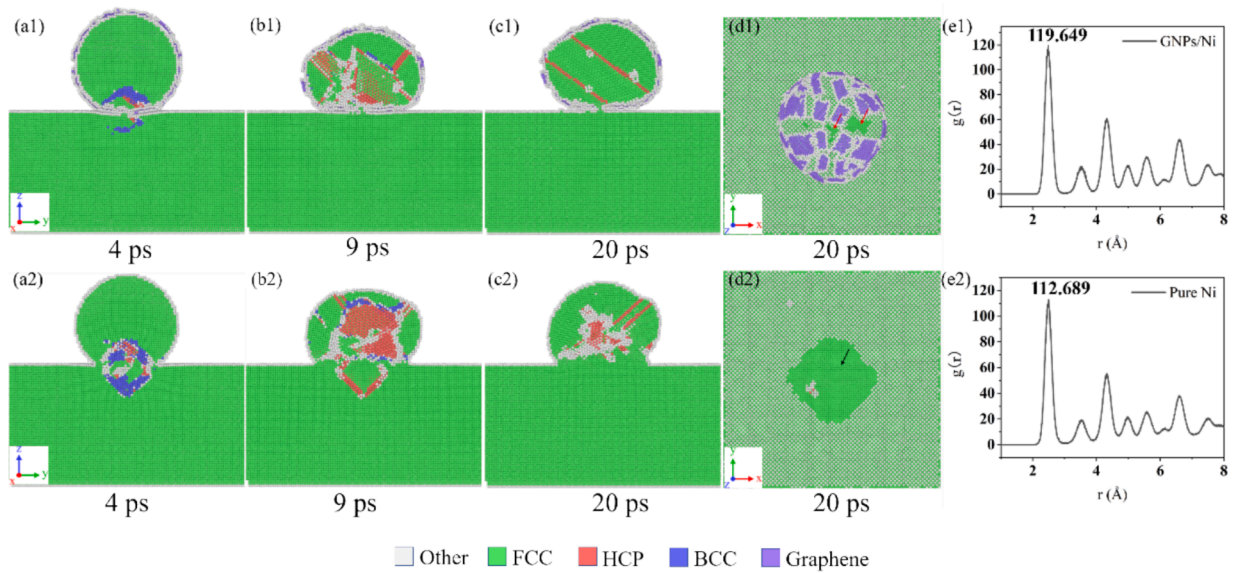 (a1)
(b1)
(c1)
(d1)
(e1)
z
x
y
y
z
x
4 ps
9 ps
20 ps
20 ps
119.649
GNPs/Ni
g(r)
120
100
80
60
40
20
0
2
4
6
8
r (Å)
(a2)
(b2)
(c2)
(d2)
(e2)
z
x
y
y
z
x
4 ps
9 ps
20 ps
20 ps
112.689
Pure Ni
g(r)
120
100
80
60
40
20
0
2
4
6
8
r (Å)
Other FCC HCP BCC Graphene